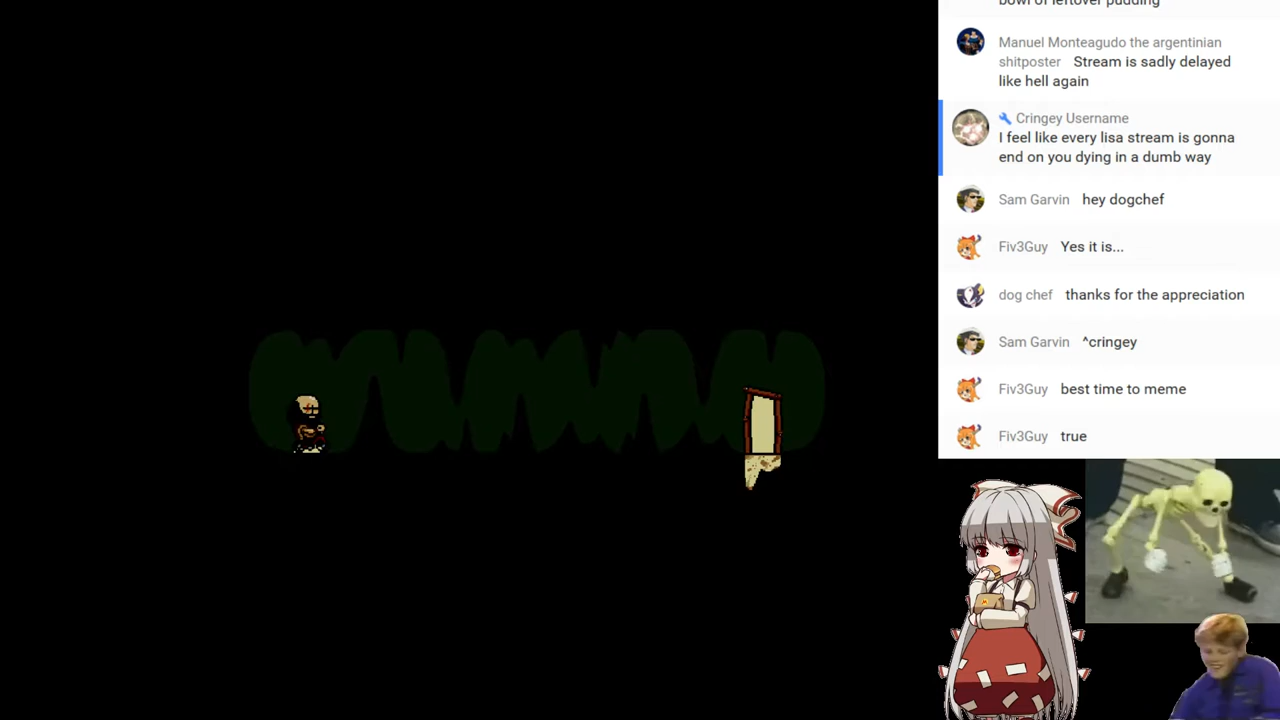 bowl of leftover pudding
Manuel Monteagudo the argentinian
shitposter Stream is sadly delayed
like hell again
Cringey Username
I feel like every lisa stream is gonna
end on you dying in a dumb way
Sam Garvin hey dogchef
Fiv3Guy Yes it is...
dog chef thanks for the appreciation
Sam Garvin ^cringey
Fiv3Guy best time to meme
Fiv3Guy true